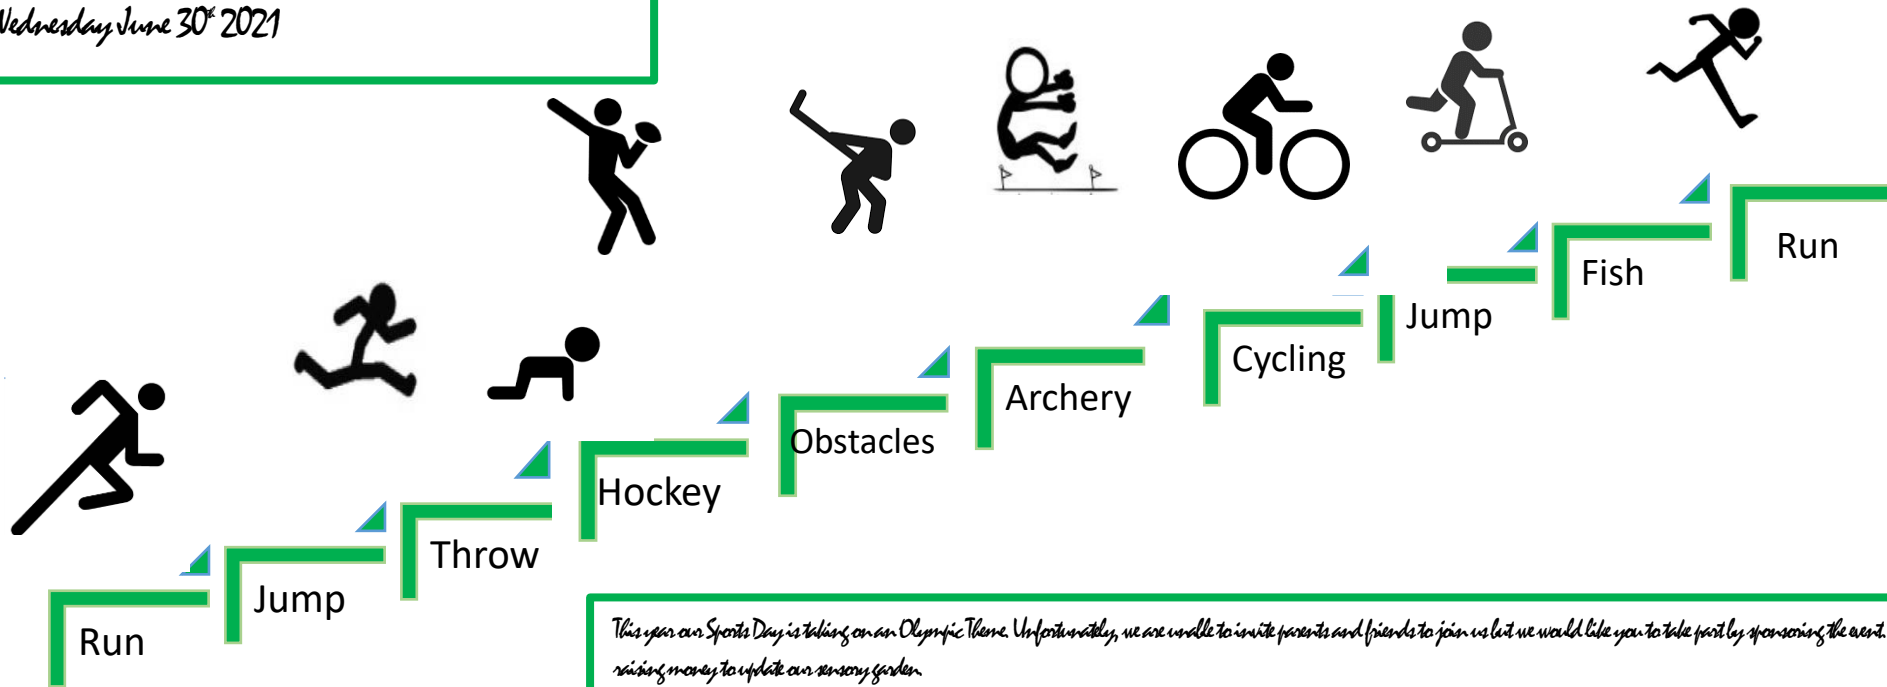 Wednesday June 30th 2021
Run
Fish
Jump
Cycling
Archery
Obstacles
Hockey
Throw
Jump
Run
This year our Sports Day is taking on an Olympic Theme. Unfortunately, we are unable to invite parents and friends to join us but we would like you to take part by sponsoring the event.
raising money to update our sensory garden.